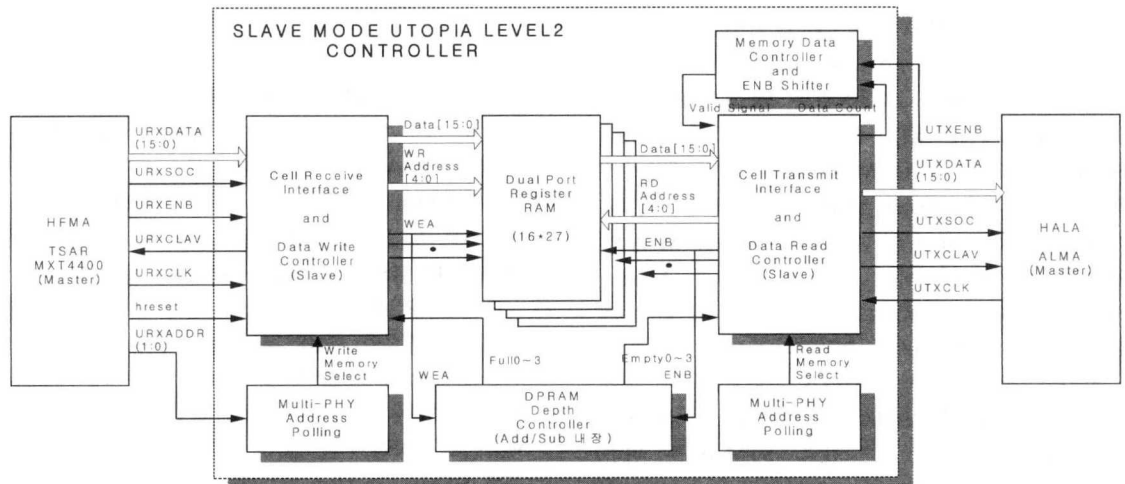 SLAVE MODE UTOPIA LEVEL2
CONTROLLER
Memory Data
Controller
and
ENB Shifter
Valid Signal
Data Count
HFMA
TSAR
MXT4400
(Master)
URXDATA
(15:0)
URXSOC
URXENB
URXCLAV
URXCLK
hreset
URXADDR
(1:0)
Cell Receive
Interface
and
Data Write
Controller
(Slave)
Data[15:0]
WR
Address
[4:0]
WEA
Dual Port
Register
RAM
(16*27)
Data[15:0]
RD
Address
[4:0]
ENB
Cell Transmit
Interface
and
Data Read
Controller
(Slave)
UTXENB
UTXDATA
(15:0)
UTXSOC
UTXCLAV
UTXCLK
HALA
ALMA
(Master)
Write
Memory
Select
WEA
Full0~3
Empty0~3
ENB
Read
Memory
Select
Multi-PHY
Address
Polling
DPRAM
Depth
Controller
(Add/Sub 내장)
Multi-PHY
Address
Polling